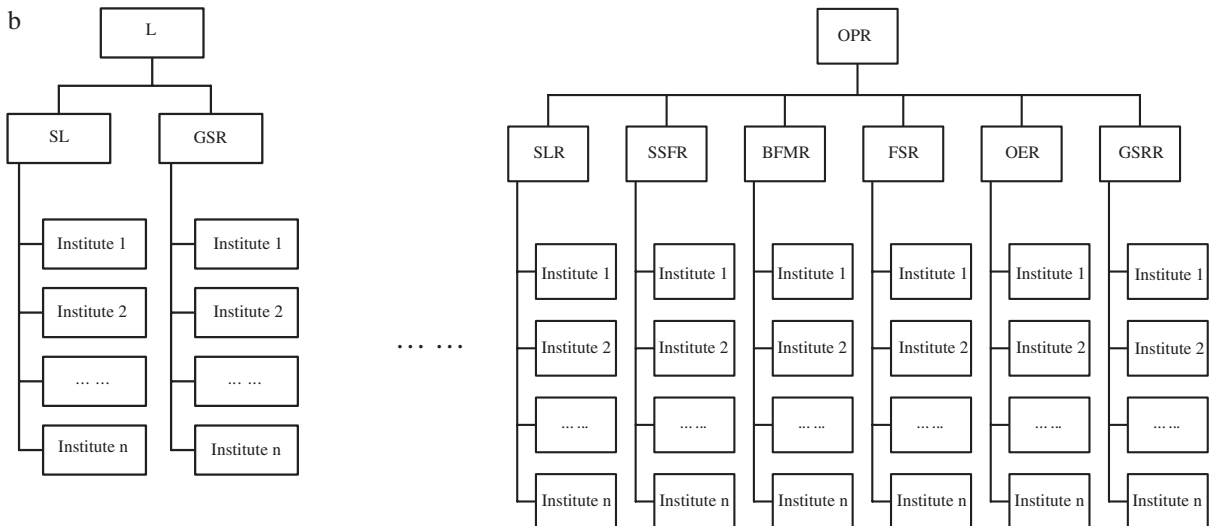 b
L
OPR
SL
GSR
SLR
SSFR
BFMR
FSR
OER
GSRR
Institute 1
Institute 1
Institute 2
Institute 2
... ...
... ...
Institute n
Institute n
... ...
Institute 1
Institute 1
Institute 1
Institute 1
Institute 1
Institute 1
Institute 2
Institute 2
Institute 2
Institute 2
Institute 2
Institute 2
... ...
... ...
... ...
... ...
... ...
... ...
Institute n
Institute n
Institute n
Institute n
Institute n
Institute n